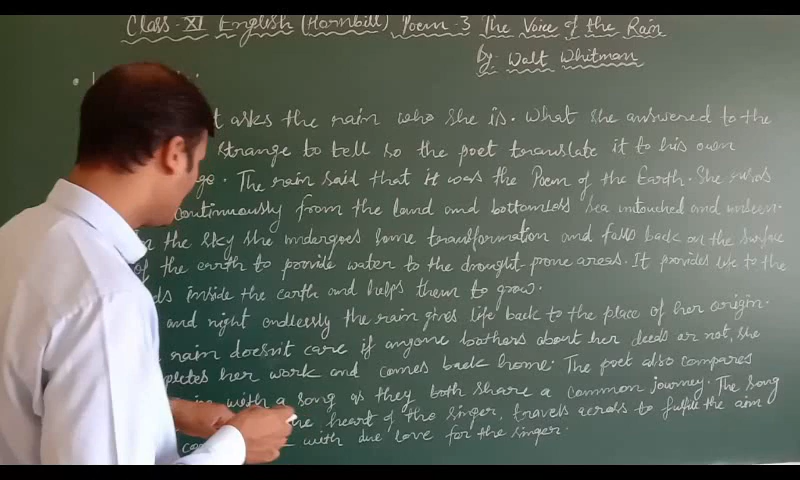 Class-XI English (Hornbill) Poem-3 The Voice of the Rain
By: Walt Whitman
asks the rain who she is. What she answered to the
strange to tell so the poet translate it to his own
The rain said that it was the Poem of the Earth. She rises
continuously from the land and bottomless sea untouched and unseen.
the sky she undergoes some transformation and falls back on the surface
of the earth to provide water to the drought-prone areas. It provides life to the
inside the earth and helps them to grow.
and night endlessly the rain gives life back to the place of her origin.
rain doesn't care if anyone bothers about her deeds or not, she
her work and comes back home. The poet also compares
with a song as they both share a common journey. The song
heart of the singer, travels across to fulfill the aim
with due love for the singer.